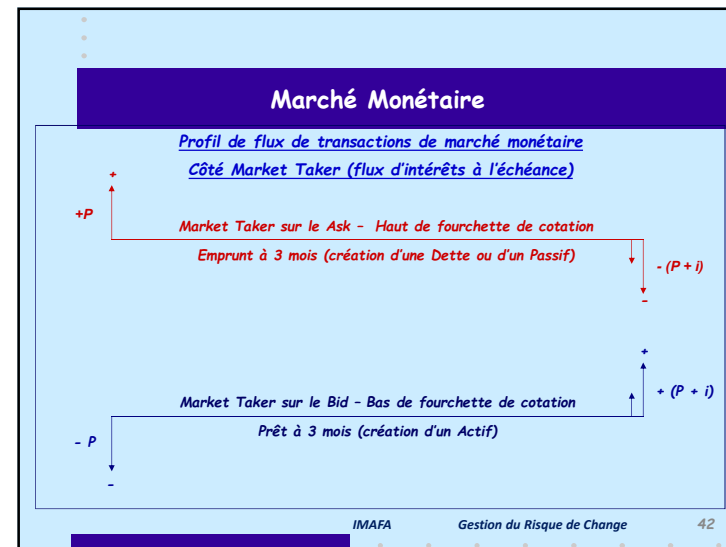 Marché Monétaire
Profil de flux de transactions de marché monétaire
Côté Market Taker (flux d'intérêts à l'échéance)
+
+P
Market Taker sur le Ask – Haut de fourchette de cotation
Emprunt à 3 mois (création d'une Dette ou d'un Passif)
- (P + i)
–
+
+ (P + i)
Market Taker sur le Bid – Bas de fourchette de cotation
Prêt à 3 mois (création d'un Actif)
- P
–
IMAFA Gestion du Risque de Change 42